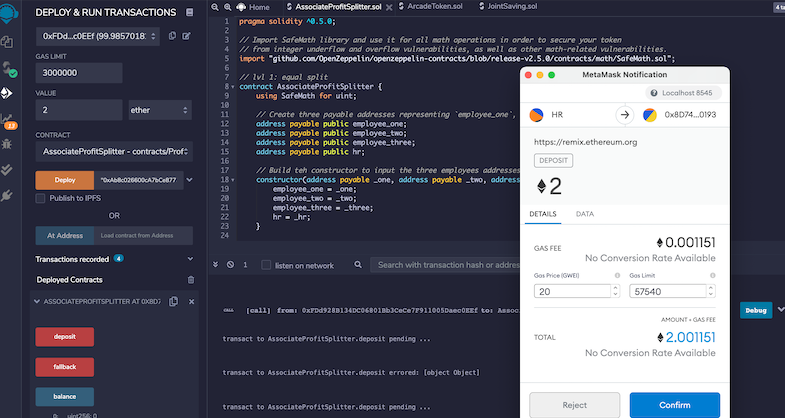 DEPLOY & RUN TRANSACTIONS
0xFDd...c0EEf (99.9857018
GAS LIMIT
3000000
VALUE
2
ether
CONTRACT
AssociateProfitSplitter - contracts/Prof
Deploy
Publish to IPFS
OR
At Address
Load contract from Address
Transactions recorded
4
Deployed Contracts
ASSOCIATEPROFITSPLITTER AT 0X8D7
deposit
fallback
balance
0: uint256: 0
13
Home
AssociateProfitSplitter.sol
ArcadeToken.sol
JointSaving.sol
4 ta
1 pragma solidity ^0.5.0;
2
3 // Import SafeMath library and use it for all math operations in order to secure your token
4 // from integer underflow and overflow vulnerabilities, as well as other math-related vulnerabilities.
5 import "github.com/OpenZeppelin/openzeppelin-contracts/blob/release-v2.5.0/contracts/math/SafeMath.sol";
6
7 // lvl 1: equal split
8 contract AssociateProfitSplitter {
9 using SafeMath for uint;
10
11 // Create three payable addresses representing `employee_one`,
12 address payable public employee_one;
13 address payable public employee_two;
14 address payable public employee_three;
15 address payable public hr;
16
17 // Build teh constructor to input the three employees addresses
18 constructor(address payable _one, address payable _two, address
19 employee_one = _one;
20 employee_two = _two;
21 employee_three = _three;
22 hr = _hr;
23 }
24
1
listen on network
Search with transaction hash or address
CALL
[call] from: 0xFDd928B134DC06801Bb3CeCe7F911005Daec0EEf to: Assoc
Debug
transact to AssociateProfitSplitter.deposit pending ...
transact to AssociateProfitSplitter.deposit errored: [object Object]
transact to AssociateProfitSplitter.deposit pending ...
MetaMask Notification
Localhost 8545
HR
0x8D74...0193
https://remix.ethereum.org
DEPOSIT
2
DETAILS
DATA
GAS FEE
0.001151
No Conversion Rate Available
Gas Price (GWEI)
Gas Limit
20
57540
AMOUNT + GAS FEE
TOTAL
2.001151
No Conversion Rate Available
Reject
Confirm